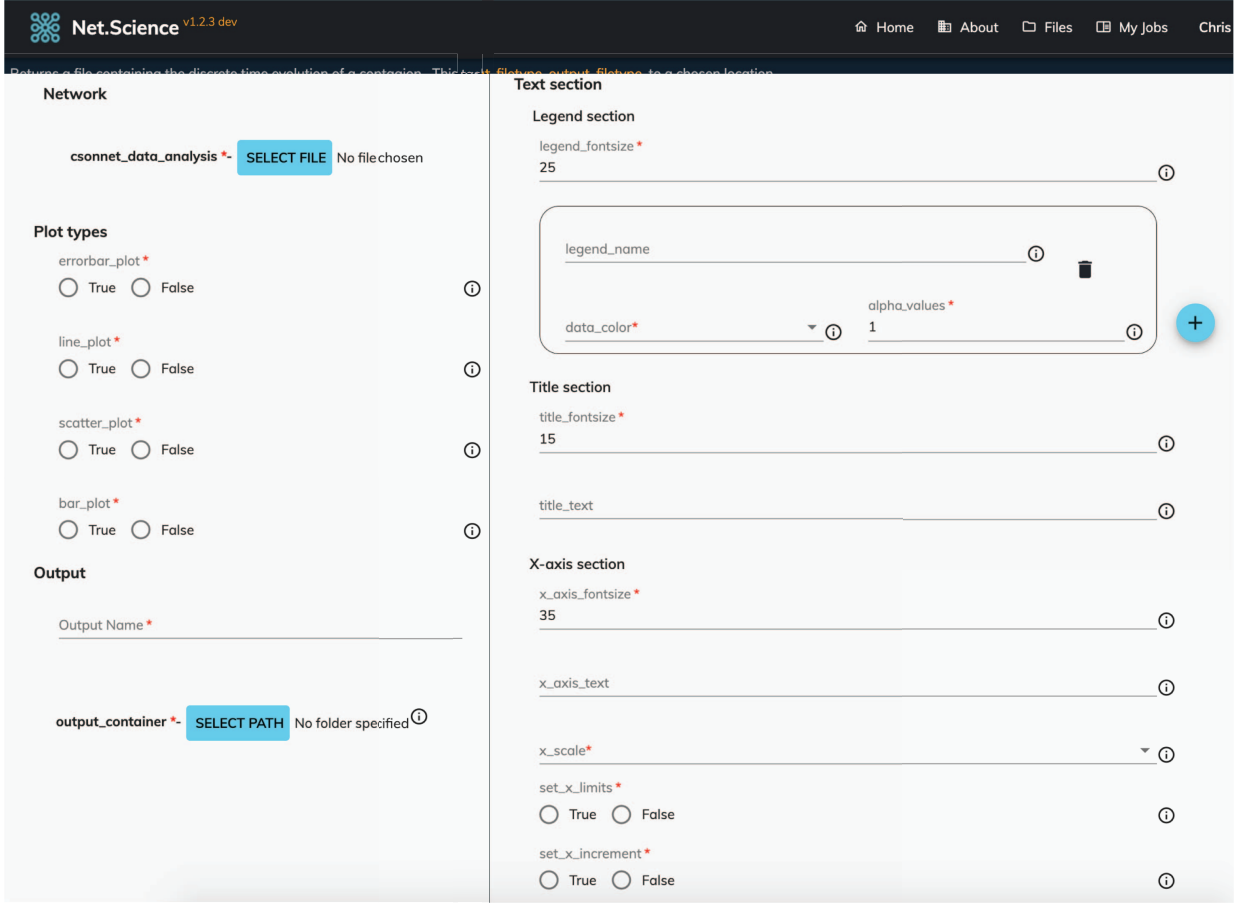 Net.Science v1.2.3 dev
Home About Files My Jobs Chris
Returns a file containing the discrete time evolution of a contagion. This filetype, output_filetype, to a chosen location
Network
csonnet_data_analysis *- SELECT FILE No file chosen
Plot types
errorbar_plot *
True False
line_plot *
True False
scatter_plot *
True False
bar_plot *
True False
Output
Output Name *
output_container *- SELECT PATH No folder specified
Text section
Legend section
legend_fontsize *
25
legend_name
data_color*
alpha_values *
1
+
Title section
title_fontsize *
15
title_text
X-axis section
x_axis_fontsize *
35
x_axis_text
x_scale*
set_x_limits *
True False
set_x_increment *
True False